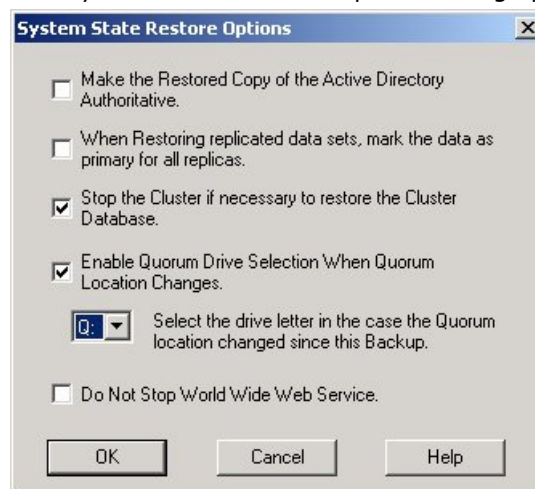 System State Restore Options
Make the Restored Copy of the Active Directory
Authoritative.
When Restoring replicated data sets, mark the data as
primary for all replicas.
Stop the Cluster if necessary to restore the Cluster
Database.
Enable Quorum Drive Selection When Quorum
Location Changes.
Q:
Select the drive letter in the case the Quorum
location changed since this Backup.
Do Not Stop World Wide Web Service.
OK
Cancel
Help